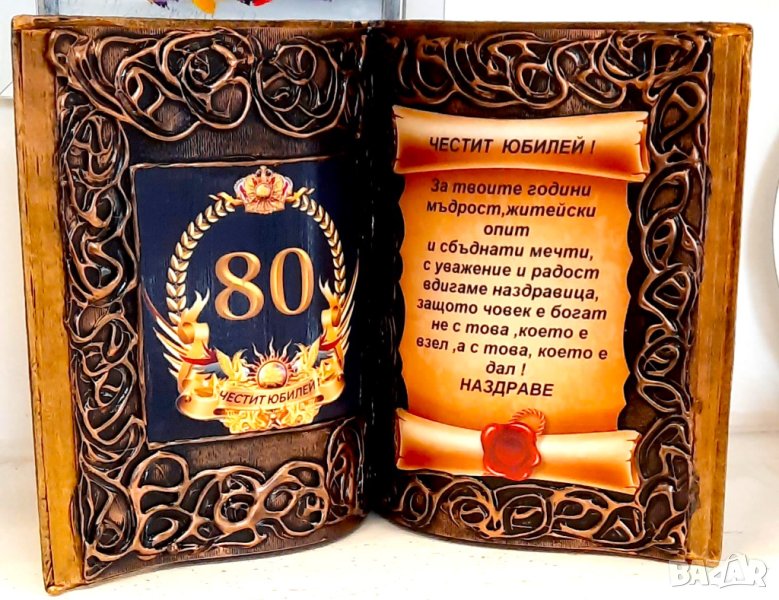 80
ЧЕСТИТ ЮБИЛЕЙ !
ЧЕСТИТ ЮБИЛЕЙ !
За твоите години
мъдрост,житейски
опит
и сбъднати мечти,
с уважение и радост
вдигаме наздравица,
защото човек е богат
не с това ,което е
взел ,а с това, което е
дал !
НАЗДРАВЕ
BAZAR